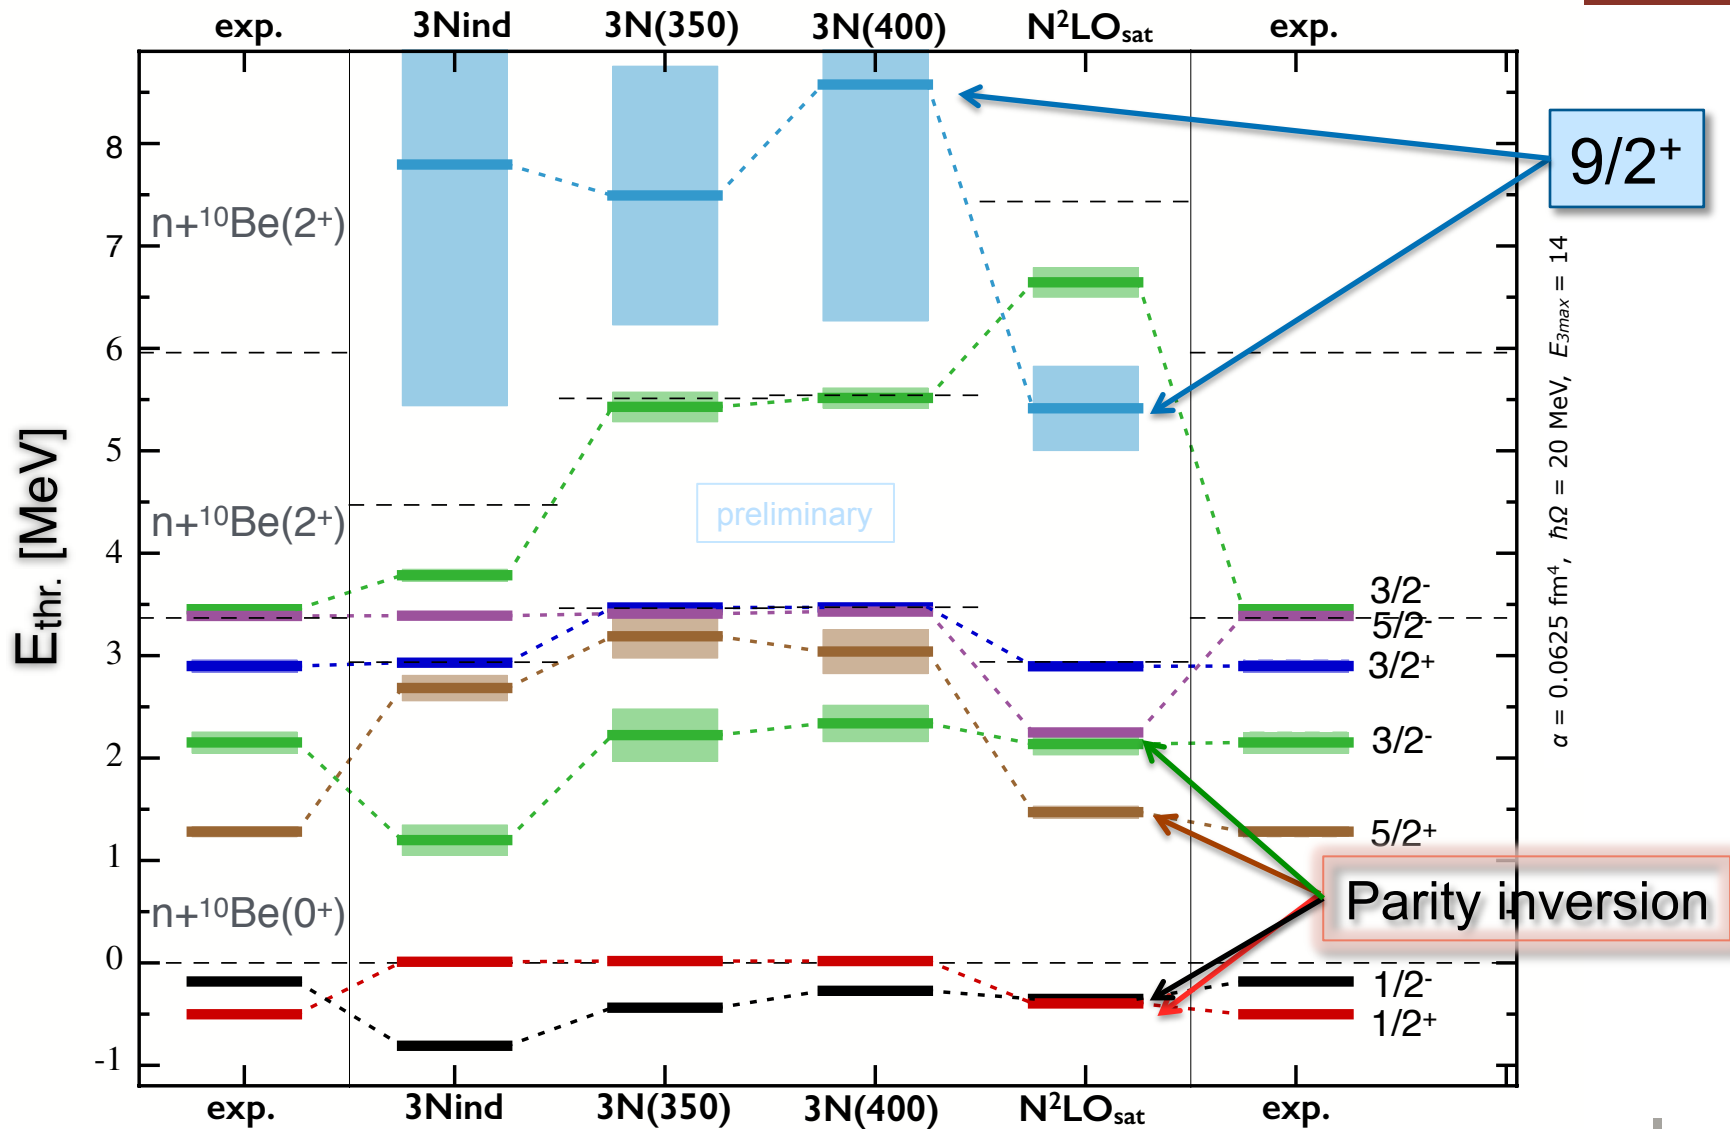 exp. 3Nind 3N(350) 3N(400) N²LOsat exp.
8
7
6
5
4
3
2
1
0
-1
Ethr. [MeV]
n+¹⁰Be(2⁺)
n+¹⁰Be(2⁺)
n+¹⁰Be(0⁺)
preliminary
9/2⁺
3/2⁻
5/2⁻
3/2⁺
3/2⁻
5/2⁺
Parity inversion
1/2⁻
1/2⁺
α = 0.0625 fm⁴, ℏΩ = 20 MeV, E3max = 14
exp. 3Nind 3N(350) 3N(400) N²LOsat exp.